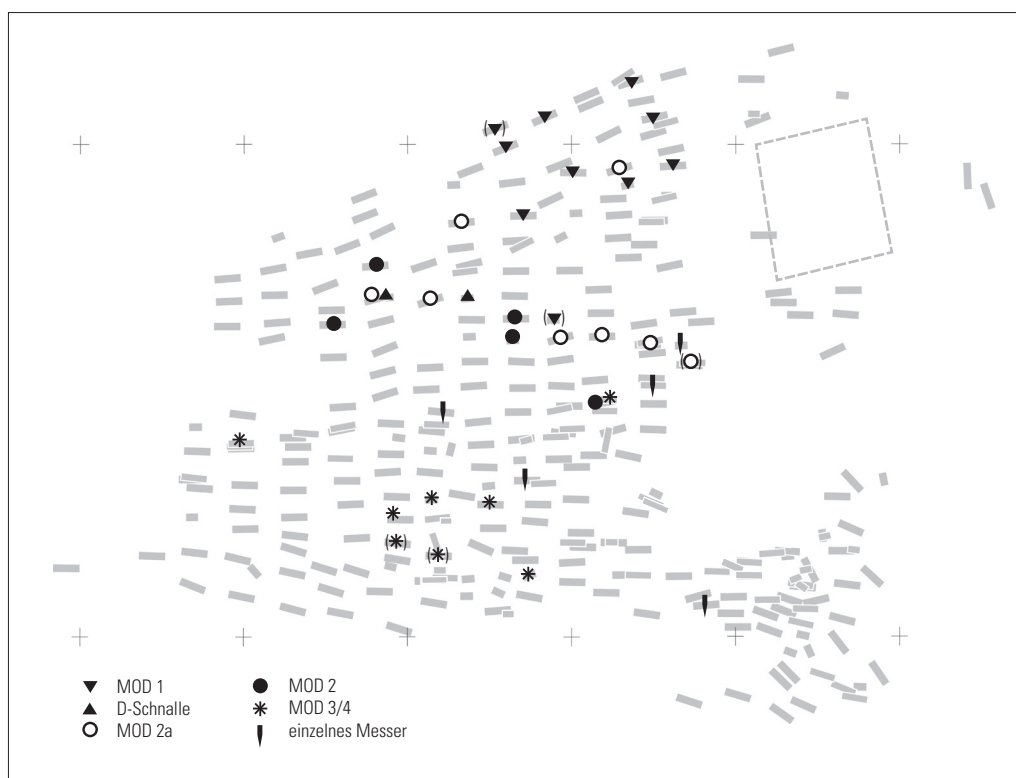 MOD 1
D-Schnalle
MOD 2a
MOD 2
MOD 3/4
einzelnes Messer